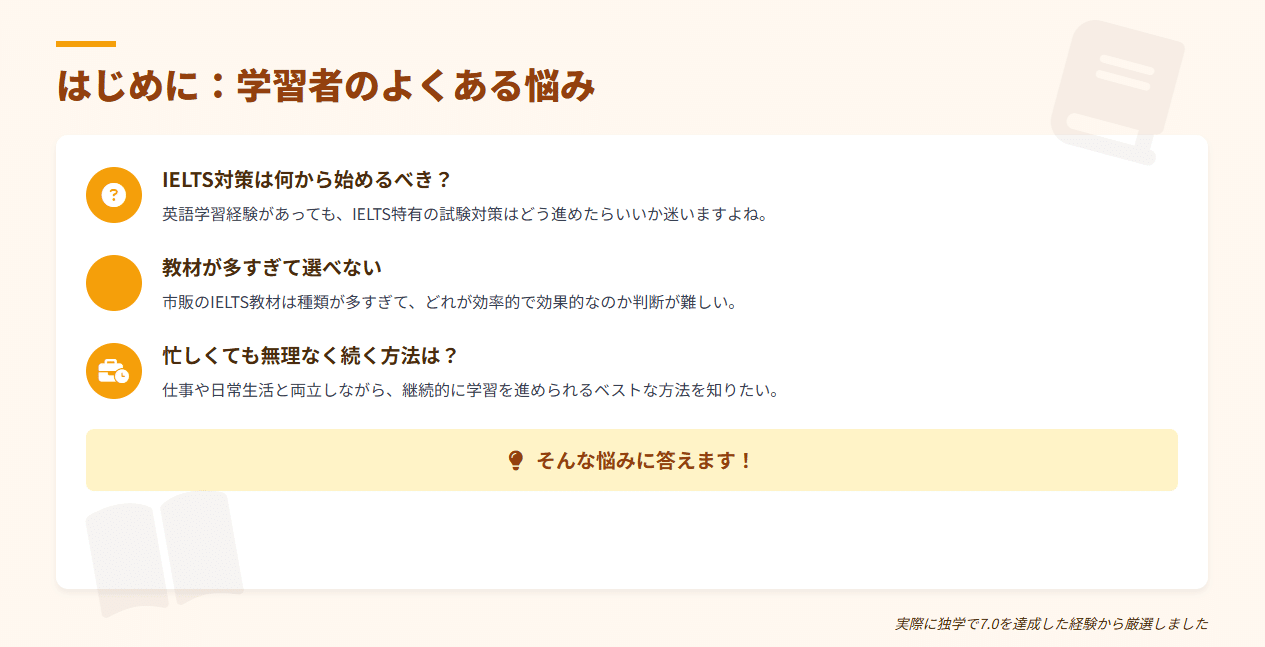 はじめに：学習者のよくある悩み
?
IELTS対策は何から始めるべき？
英語学習経験があっても、IELTS特有の試験対策はどう進めたらいいか迷いますよね。
教材が多すぎて選べない
市販のIELTS教材は種類が多すぎて、どれが効率的で効果的なのか判断が難しい。
忙しくても無理なく続く方法は？
仕事や日常生活と両立しながら、継続的に学習を進められるベストな方法を知りたい。
そんな悩みに答えます！
実際に独学で7.0を達成した経験から厳選しました